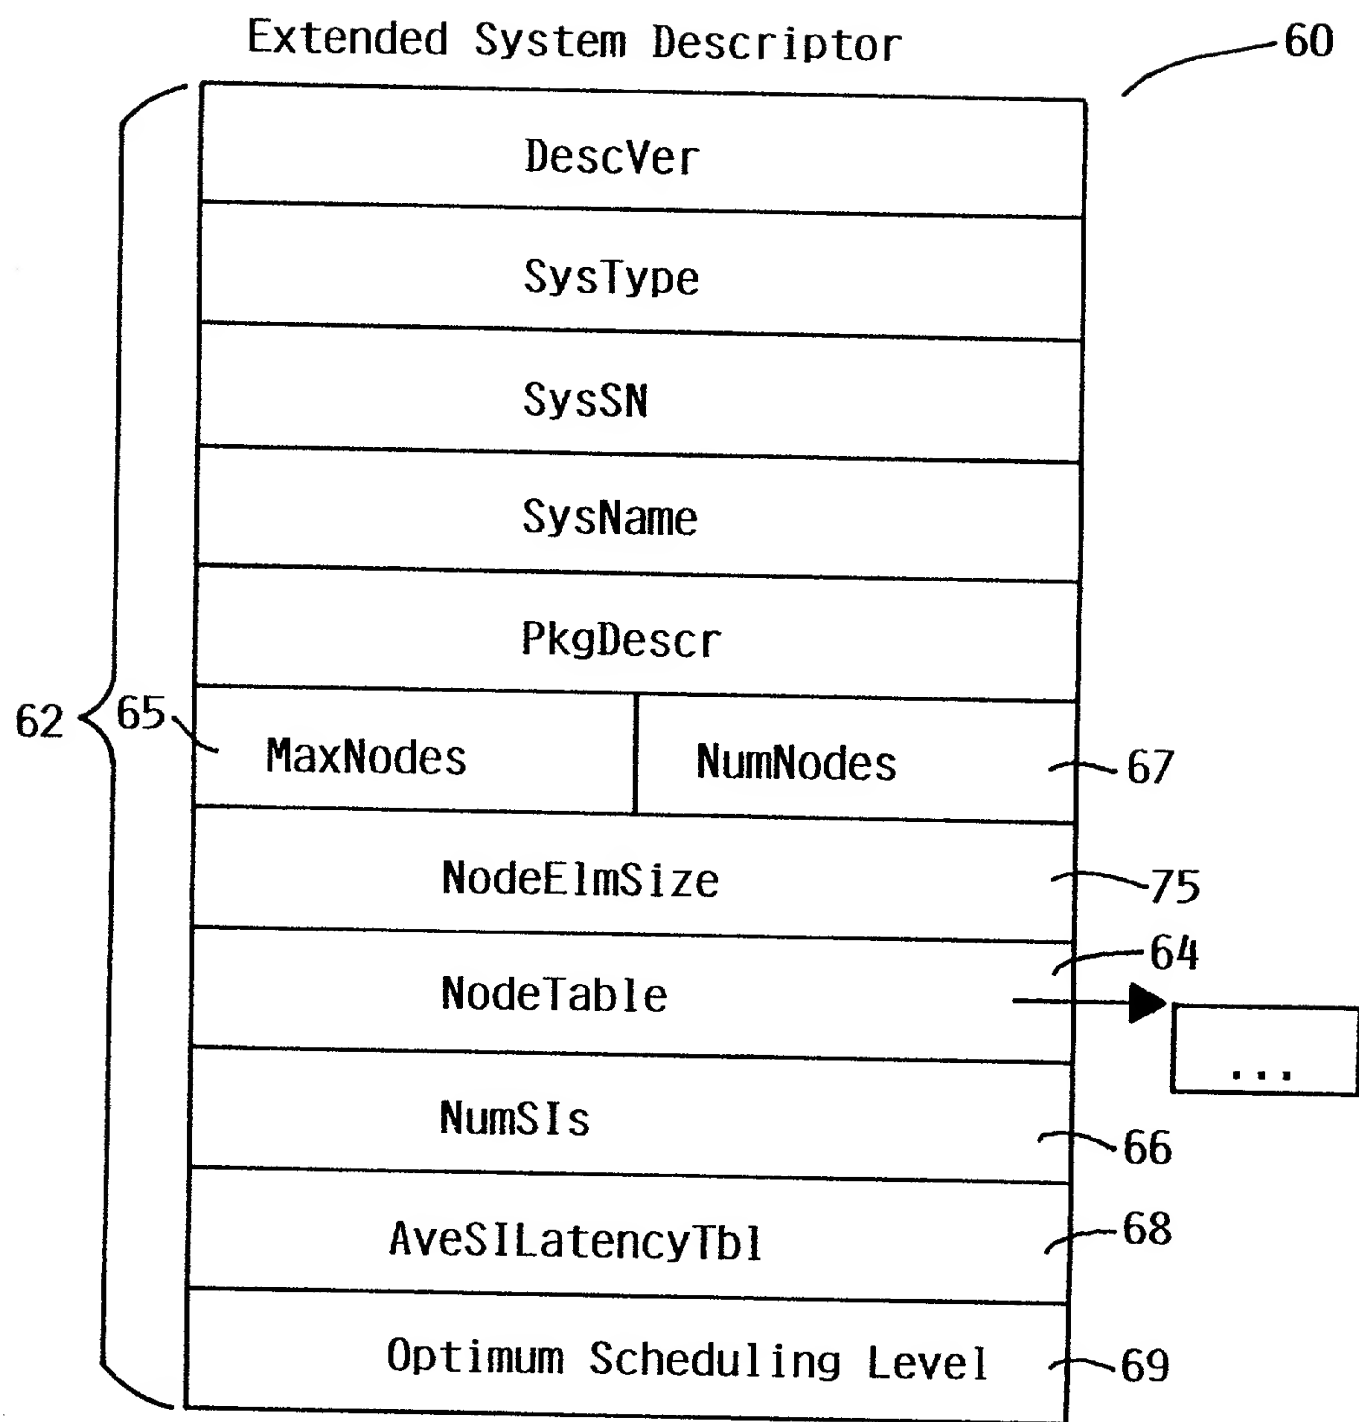 Extended System Descriptor
60
DescVer
SysType
SysSN
SysName
PkgDescr
62 65 MaxNodes NumNodes 67
NodeElmSize 75
64
NodeTable
...
NumSIs 66
AveSILatencyTbl 68
Optimum Scheduling Level 69